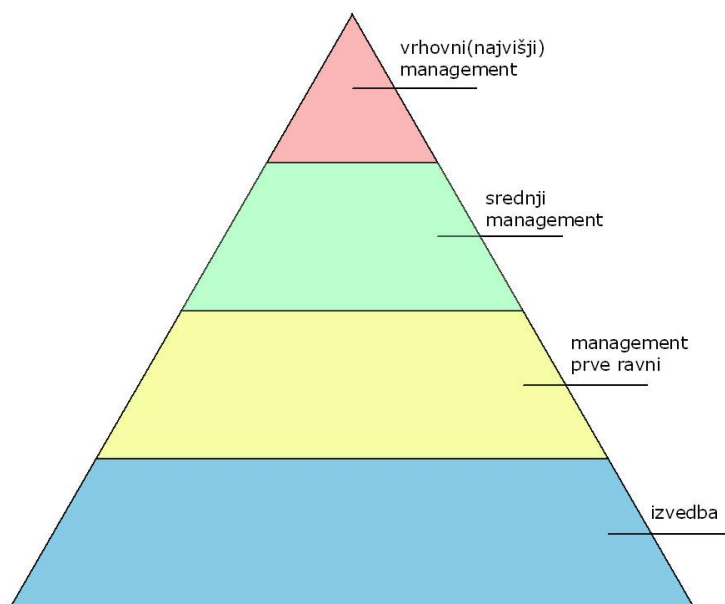 vrhovni(najvišji)
management
srednji
management
management
prve ravni
izvedba